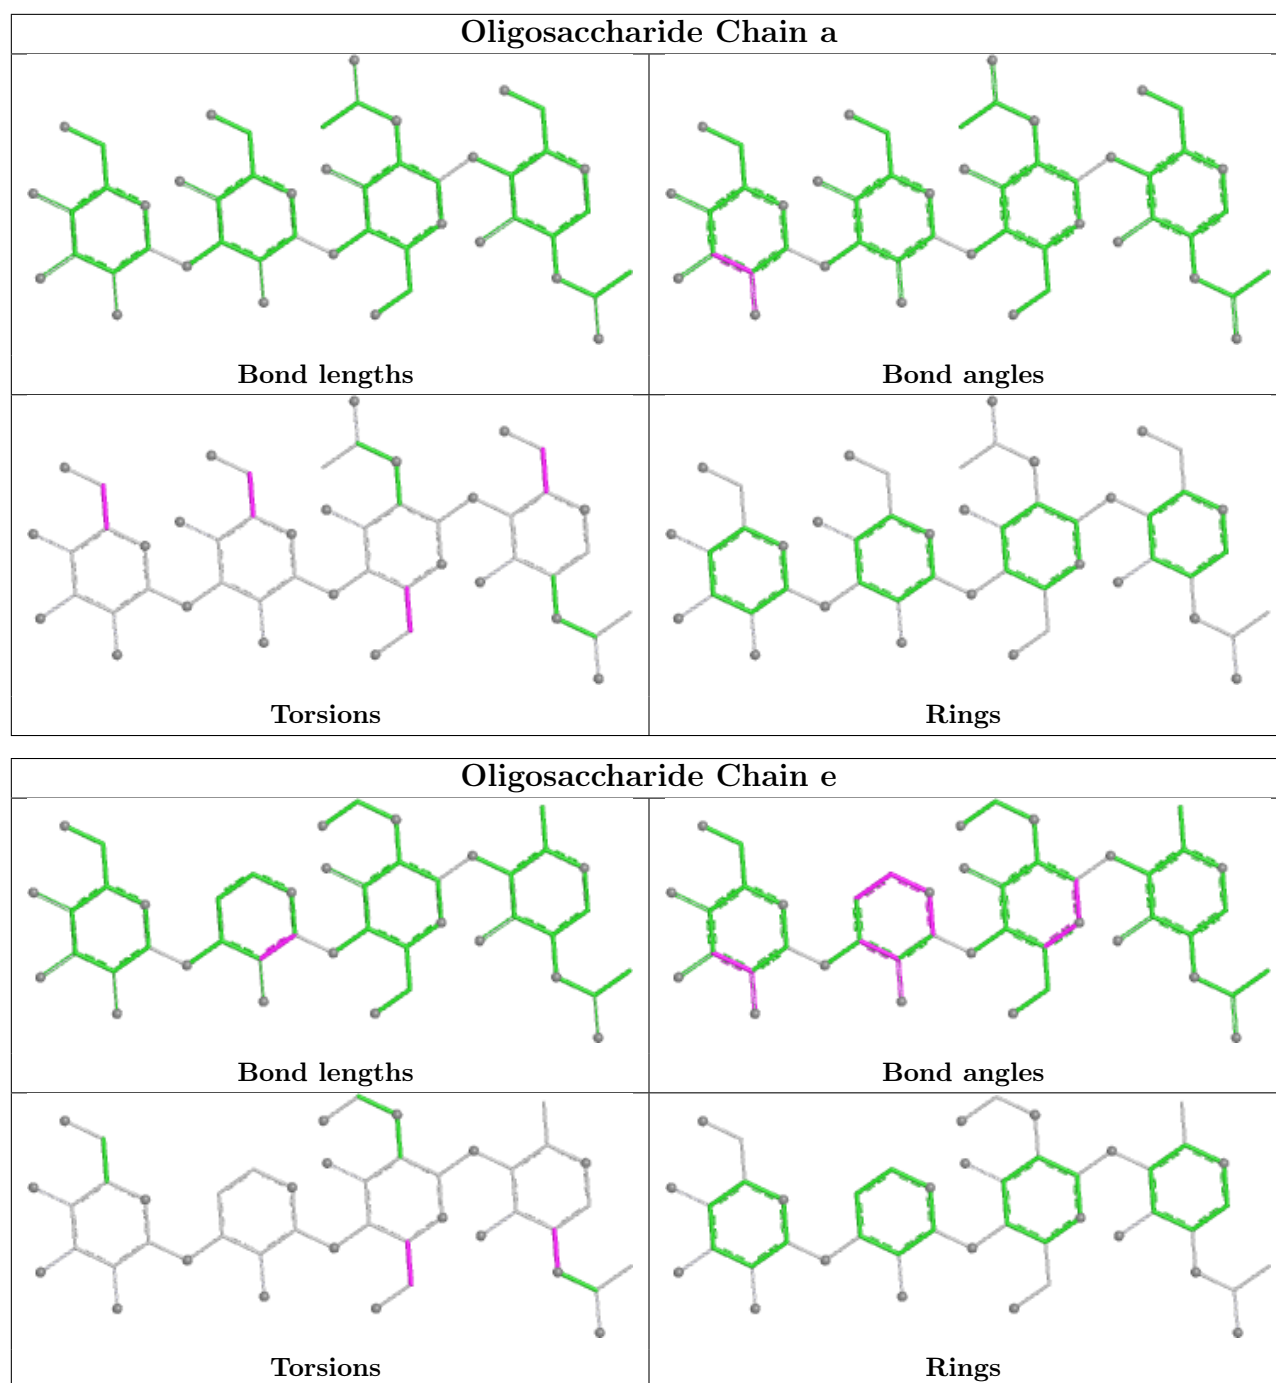 Oligosaccharide Chain a
Bond lengths
Bond angles
Torsions
Rings
Oligosaccharide Chain e
Bond lengths
Bond angles
Torsions
Rings